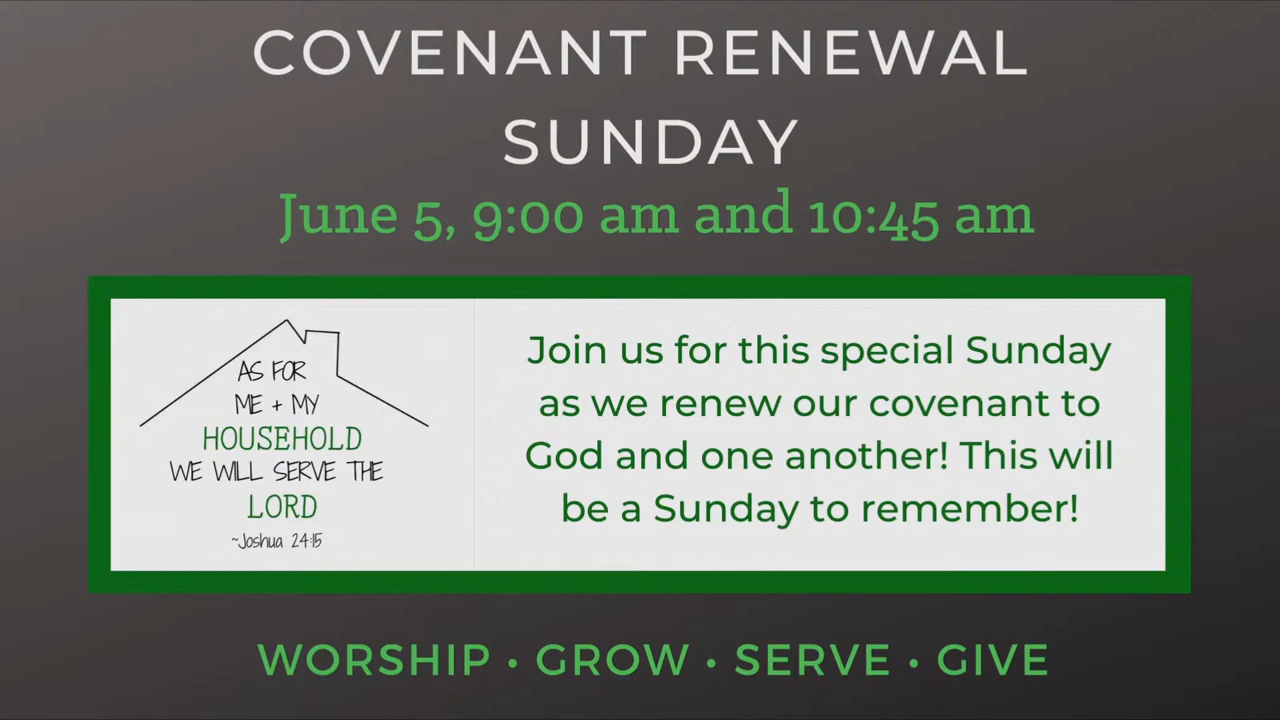 COVENANT RENEWAL
SUNDAY
June 5, 9:00 am and 10:45 am
AS FOR
ME + MY
HOUSEHOLD
WE WILL SERVE THE
LORD
~Joshua 24:15
Join us for this special Sunday
as we renew our covenant to
God and one another! This will
be a Sunday to remember!
WORSHIP • GROW • SERVE • GIVE